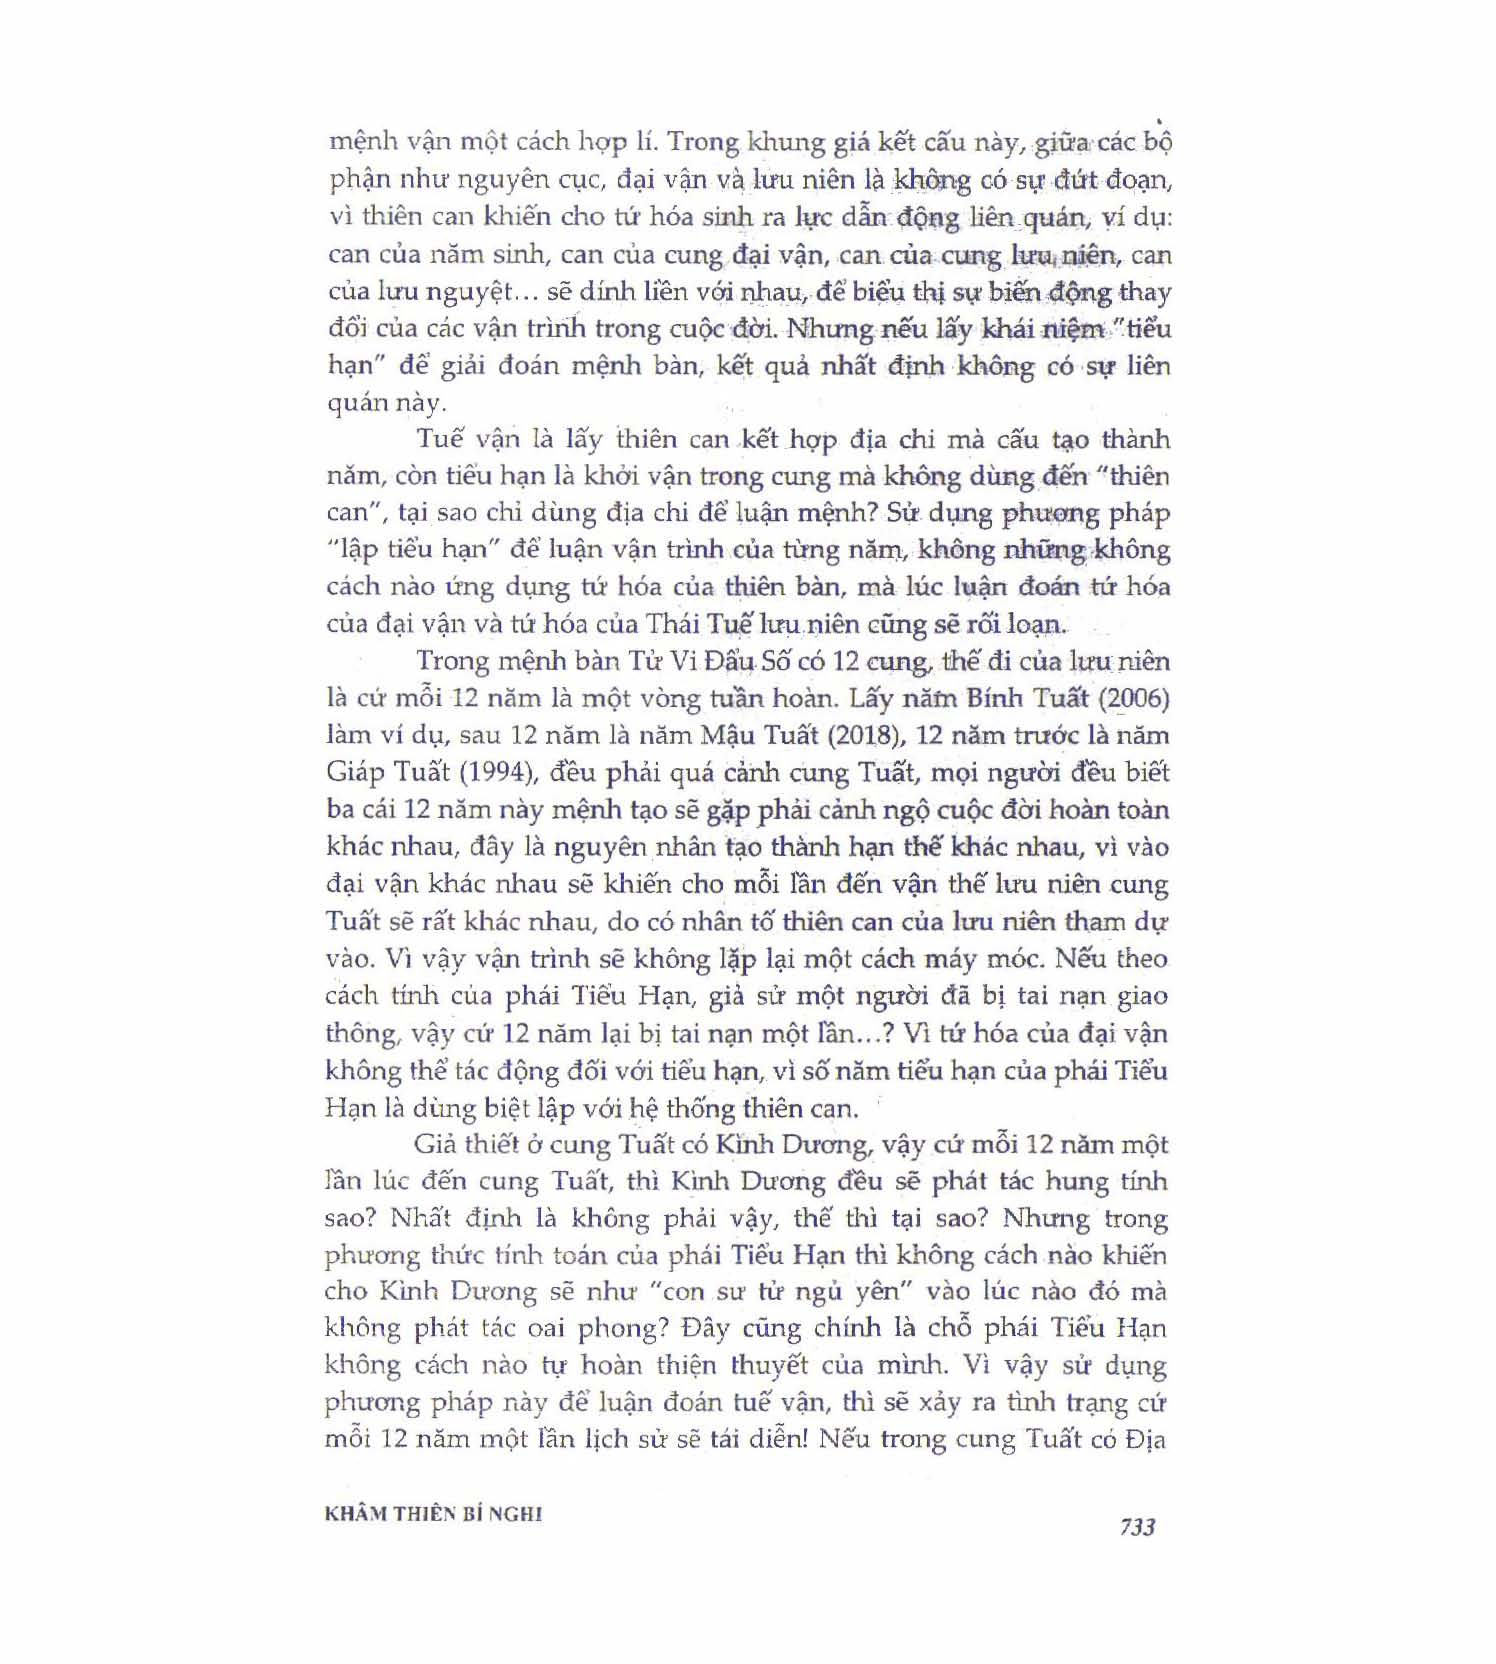 mệnh vận một cách hợp lí. Trong khung giá kết cấu này, giữa các bộ
phận như nguyên cục, đại vận và lưu niên là không có sự đứt đoạn,
vì thiên can khiến cho tứ hóa sinh ra lực dẫn động liên quán, ví dụ:
can của năm sinh, can của cung đại vận, can của cung lưu niên, can
của lưu nguyệt... sẽ dính liền với nhau, để biểu thị sự biến động thay
đổi của các vận trình trong cuộc đời. Nhưng nếu lấy khái niệm "tiểu
hạn" để giải đoán mệnh bàn, kết quả nhất định không có sự liên
quán này.
Tuế vận là lấy thiên can kết hợp địa chi mà cấu tạo thành
năm, còn tiểu hạn là khởi vận trong cung mà không dùng đến "thiên
can", tại sao chỉ dùng địa chi để luận mệnh? Sử dụng phương pháp
"lập tiểu hạn" để luận vận trình của từng năm, không những không
cách nào ứng dụng tứ hóa của thiên bàn, mà lúc luận đoán tứ hóa
của đại vận và tứ hóa của Thái Tuế lưu niên cũng sẽ rối loạn.
Trong mệnh bàn Tử Vi Đẩu Số có 12 cung, thế đi của lưu niên
là cứ mỗi 12 năm là một vòng tuần hoàn. Lấy năm Bính Tuất (2006)
làm ví dụ, sau 12 năm là năm Mậu Tuất (2018), 12 năm trước là năm
Giáp Tuất (1994), đều phải quá cảnh cung Tuất, mọi người đều biết
ba cái 12 năm này mệnh tạo sẽ gặp phải cảnh ngộ cuộc đời hoàn toàn
khác nhau, đây là nguyên nhân tạo thành hạn thế khác nhau, vì vào
đại vận khác nhau sẽ khiến cho mỗi lần đến vận thế lưu niên cung
Tuất sẽ rất khác nhau, do có nhân tố thiên can của lưu niên tham dự
vào. Vì vậy vận trình sẽ không lặp lại một cách máy móc. Nếu theo
cách tính của phái Tiểu Hạn, giả sử một người đã bị tai nạn giao
thông, vậy cứ 12 năm lại bị tai nạn một lần...? Vì tứ hóa của đại vận
không thể tác động đối với tiểu hạn, vì số năm tiểu hạn của phái Tiểu
Hạn là dùng biệt lập với hệ thống thiên can.
Giả thiết ở cung Tuất có Kình Dương, vậy cứ mỗi 12 năm một
lần lúc đến cung Tuất, thì Kình Dương đều sẽ phát tác hung tính
sao? Nhất định là không phải vậy, thế thì tại sao? Nhưng trong
phương thức tính toán của phái Tiểu Hạn thì không cách nào khiến
cho Kình Dương sẽ như "con sư tử ngủ yên" vào lúc nào đó mà
không phát tác oai phong? Đây cũng chính là chỗ phái Tiểu Hạn
không cách nào tự hoàn thiện thuyết của mình. Vì vậy sử dụng
phương pháp này để luận đoán tuế vận, thì sẽ xảy ra tình trạng cứ
mỗi 12 năm một lần lịch sử sẽ tái diễn! Nếu trong cung Tuất có Địa
KHÂM THIÊN BÍ NGHI
733